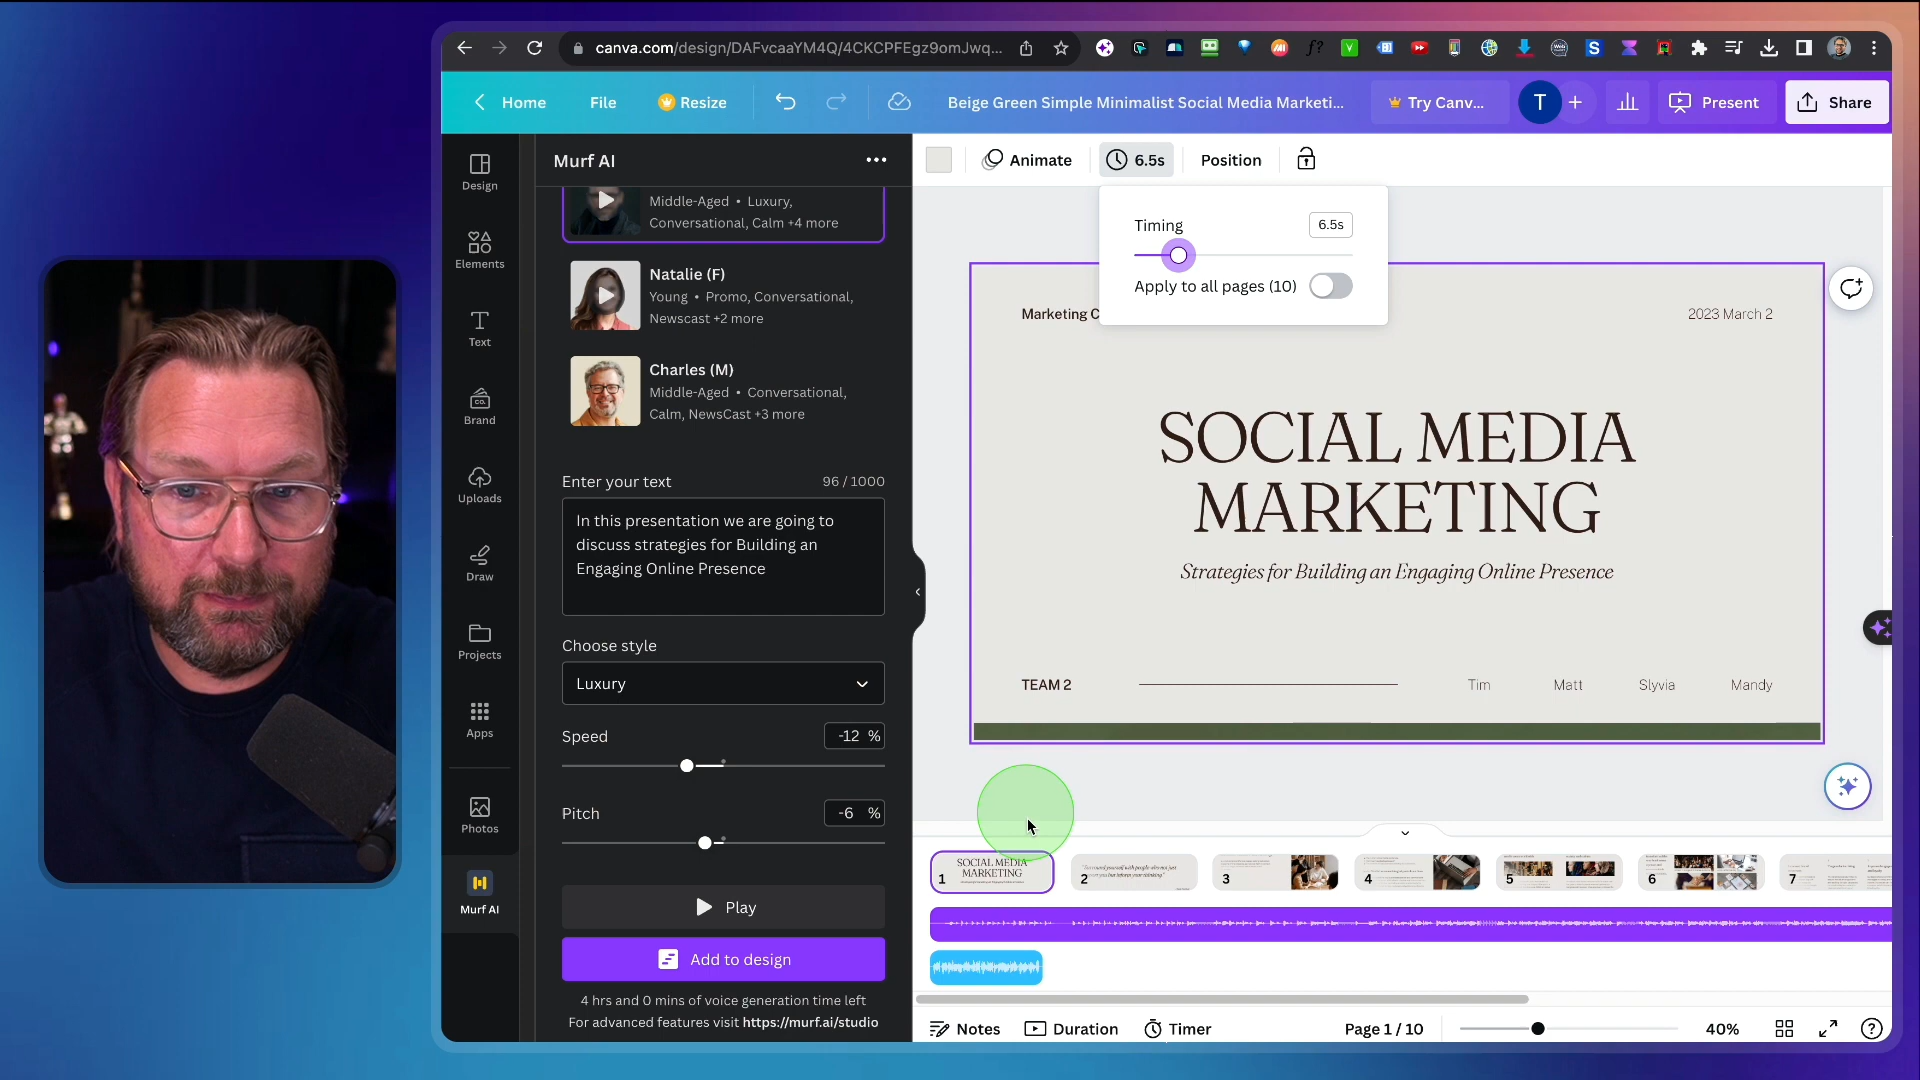 canva.com/design/DAFvcaaYM4Q/4CKCPFEgz9omJwq...
Home
File
Resize
Beige Green Simple Minimalist Social Media Marketi...
Try Canv...
T
Present
Share
Design
Elements
Text
Brand
Uploads
Draw
Projects
Apps
Photos
Murf AI
Murf AI
Middle-Aged • Luxury,
Conversational, Calm +4 more
Natalie (F)
Young • Promo, Conversational,
Newscast +2 more
Charles (M)
Middle-Aged • Conversational,
Calm, NewsCast +3 more
Enter your text
96 / 1000
In this presentation we are going to
discuss strategies for Building an
Engaging Online Presence
Choose style
Luxury
Speed
-12 %
Pitch
-6 %
Play
Add to design
4 hrs and 0 mins of voice generation time left
For advanced features visit https://murf.ai/studio
Animate
6.5s
Position
Timing
6.5s
Apply to all pages (10)
Marketing C
2023 March 2
SOCIAL MEDIA
MARKETING
Strategies for Building an Engaging Online Presence
TEAM 2
Tim
Matt
Slyvia
Mandy
SOCIAL MEDIA
MARKETING
1
2
3
4
5
6
7
Notes
Duration
Timer
Page 1 / 10
40%